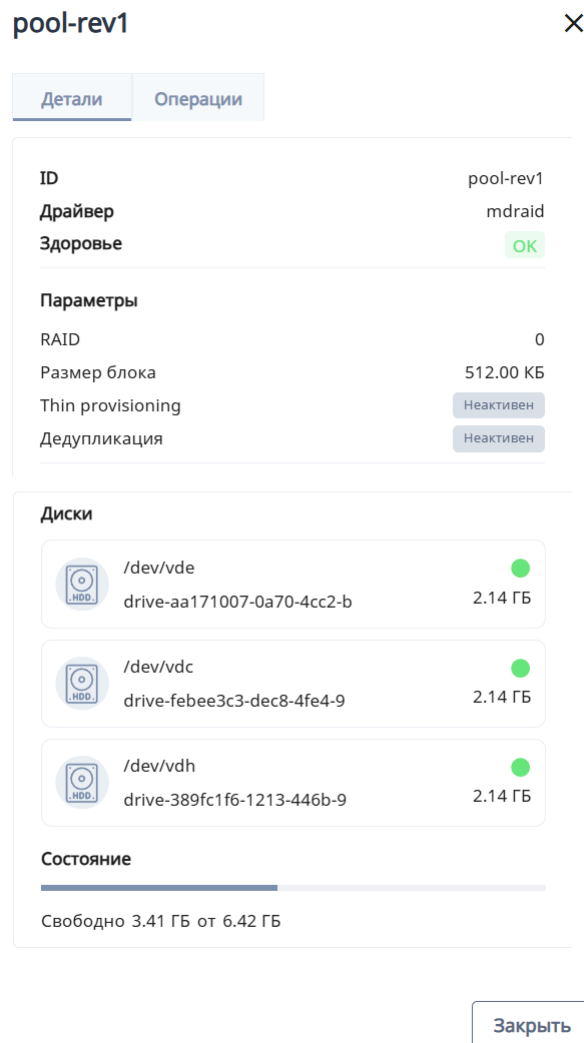 pool-rev1
Детали Операции
ID pool-rev1
Драйвер mdraid
Здоровье OK
Параметры
RAID 0
Размер блока 512.00 КБ
Thin provisioning Неактивен
Дедупликация Неактивен
Диски
/dev/vde
HDD
drive-aa171007-0a70-4cc2-b 2.14 ГБ
/dev/vdc
HDD
drive-febee3c3-dec8-4fe4-9 2.14 ГБ
/dev/vdh
HDD
drive-389fc1f6-1213-446b-9 2.14 ГБ
Состояние
Свободно 3.41 ГБ от 6.42 ГБ
Закрыть